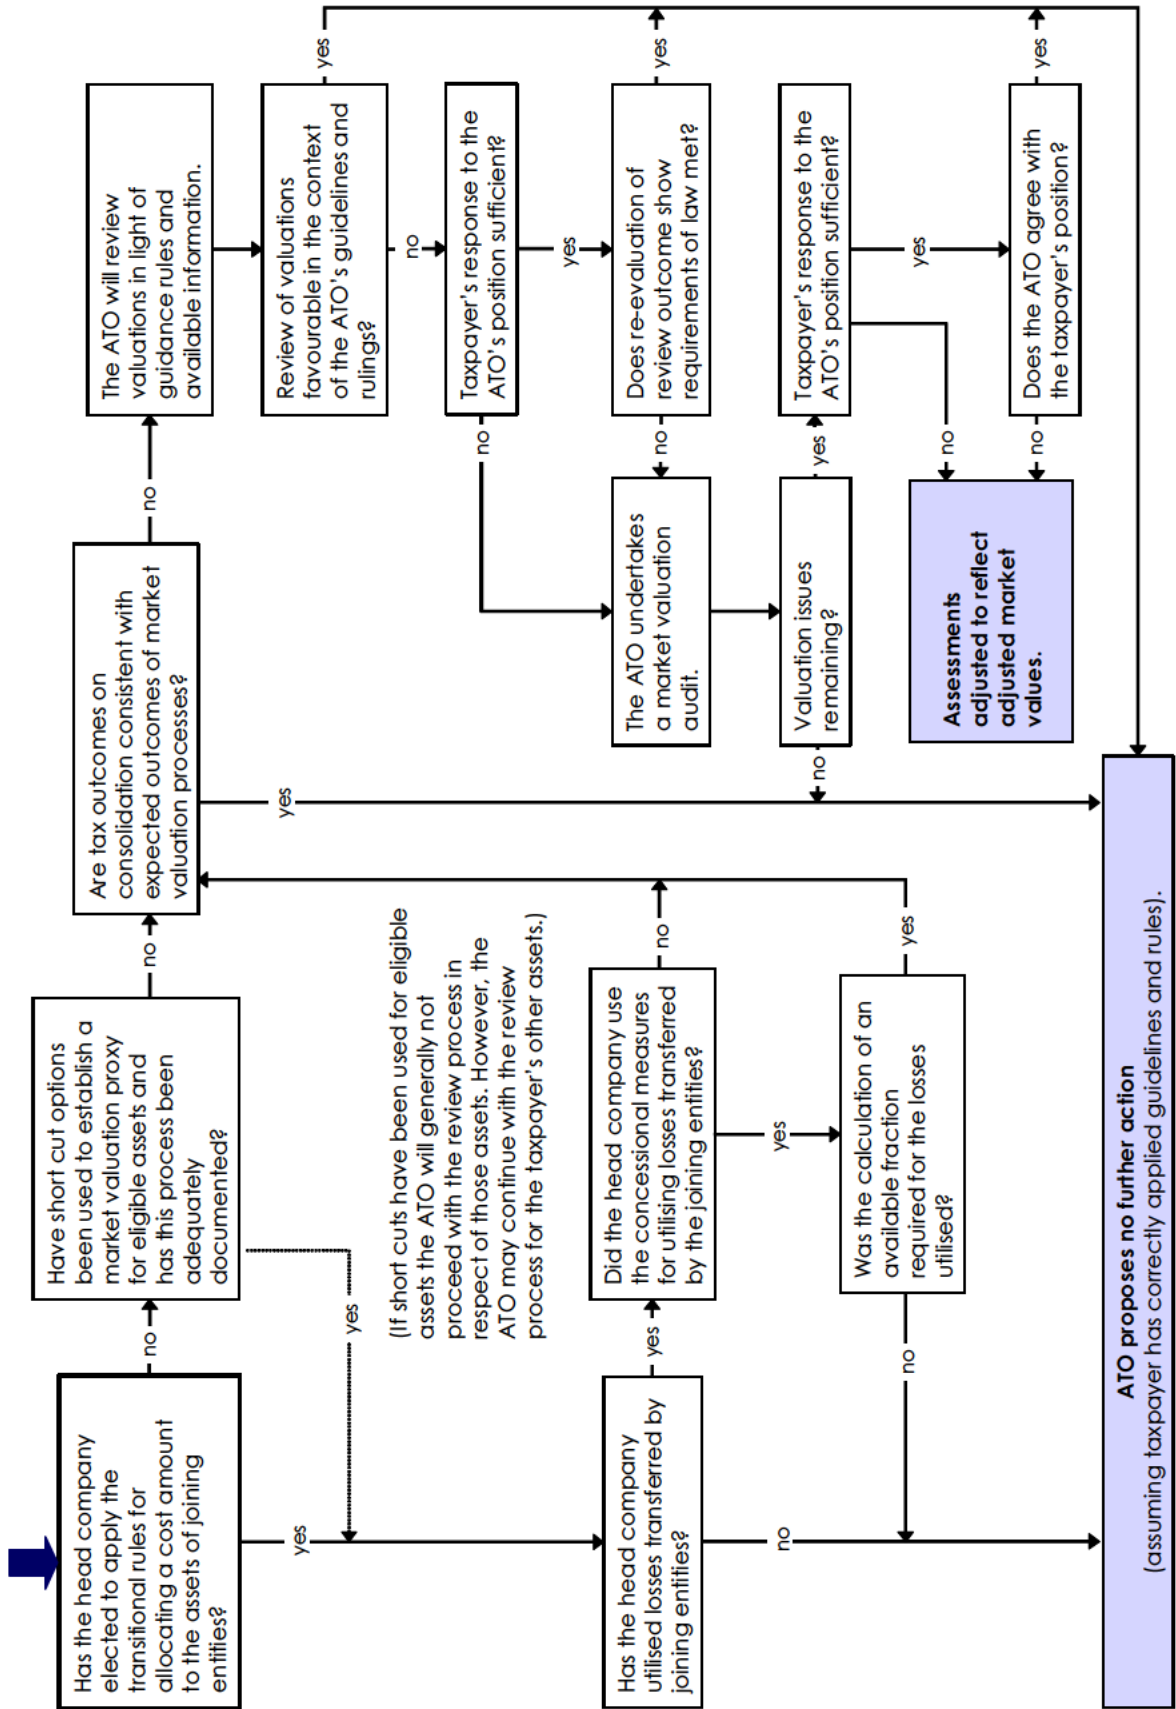 Has the head company
elected to apply the
transitional rules for
allocating a cost amount
to the assets of joining
entities?
no
yes
Have short cut options
been used to establish a
market valuation proxy
for eligible assets and
has this process been
adequately
documented?
no
yes
Are tax outcomes on
consolidation consistent with
expected outcomes of market
valuation processes?
no
yes
The ATO will review
valuations in light of
guidance rules and
available information.
Review of valuations
favourable in the context
of the ATO's guidelines and
rulings?
yes
no
Taxpayer's response to the
ATO's position sufficient?
no
yes
Does re-evaluation of
review outcome show
requirements of law met?
yes
no
The ATO undertakes
a market valuation
audit.
Valuation issues
remaining?
no
yes
Taxpayer's response to the
ATO's position sufficient?
no
yes
Does the ATO agree with
the taxpayer's position?
yes
no
Assessments
adjusted to reflect
adjusted market
values.
(If short cuts have been used for eligible
assets the ATO will generally not
proceed with the review process in
respect of those assets. However, the
ATO may continue with the review
process for the taxpayer's other assets.)
Has the head company
utilised losses transferred by
joining entities?
yes
no
Did the head company use
the concessional measures
for utilising losses transferred
by the joining entities?
no
yes
Was the calculation of an
available fraction
required for the losses
utilised?
yes
no
ATO proposes no further action
(assuming taxpayer has correctly applied guidelines and rules).